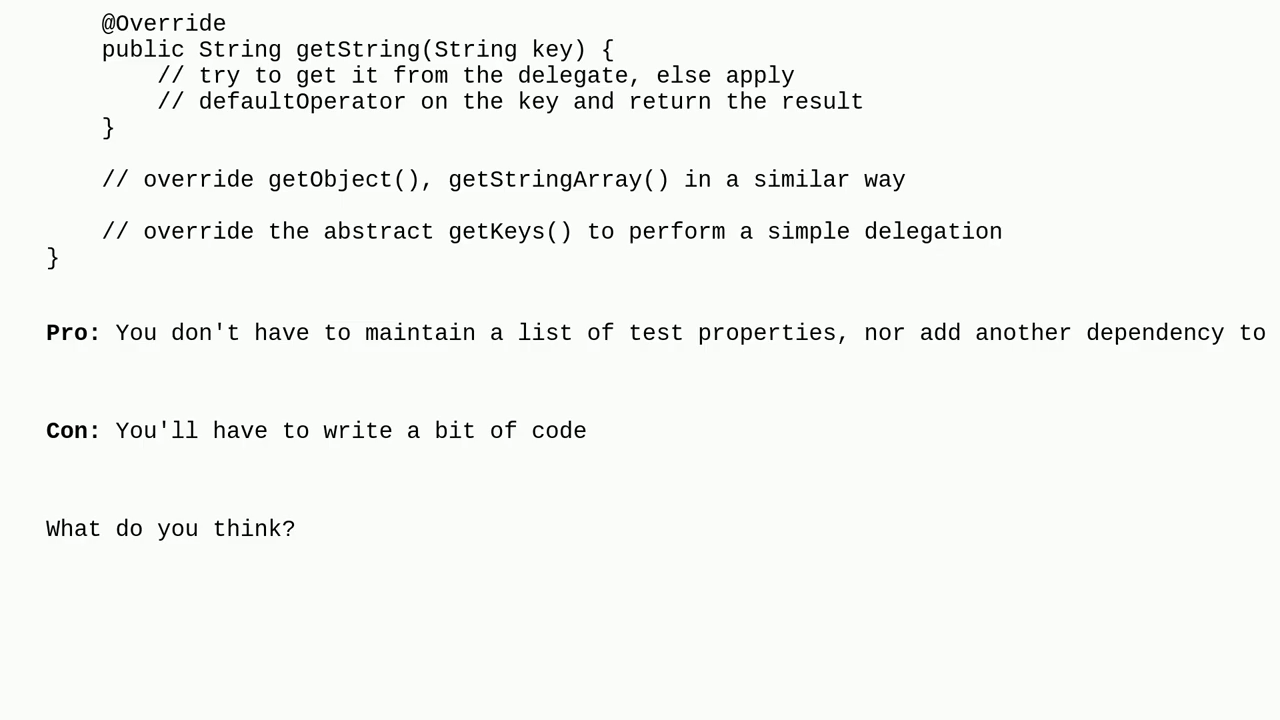 @Override
public String getString(String key) {
// try to get it from the delegate, else apply
// defaultOperator on the key and return the result
}
// override getObject(), getStringArray() in a similar way
// override the abstract getKeys() to perform a simple delegation
}
Pro: You don't have to maintain a list of test properties, nor add another dependency to
Con: You'll have to write a bit of code
What do you think?